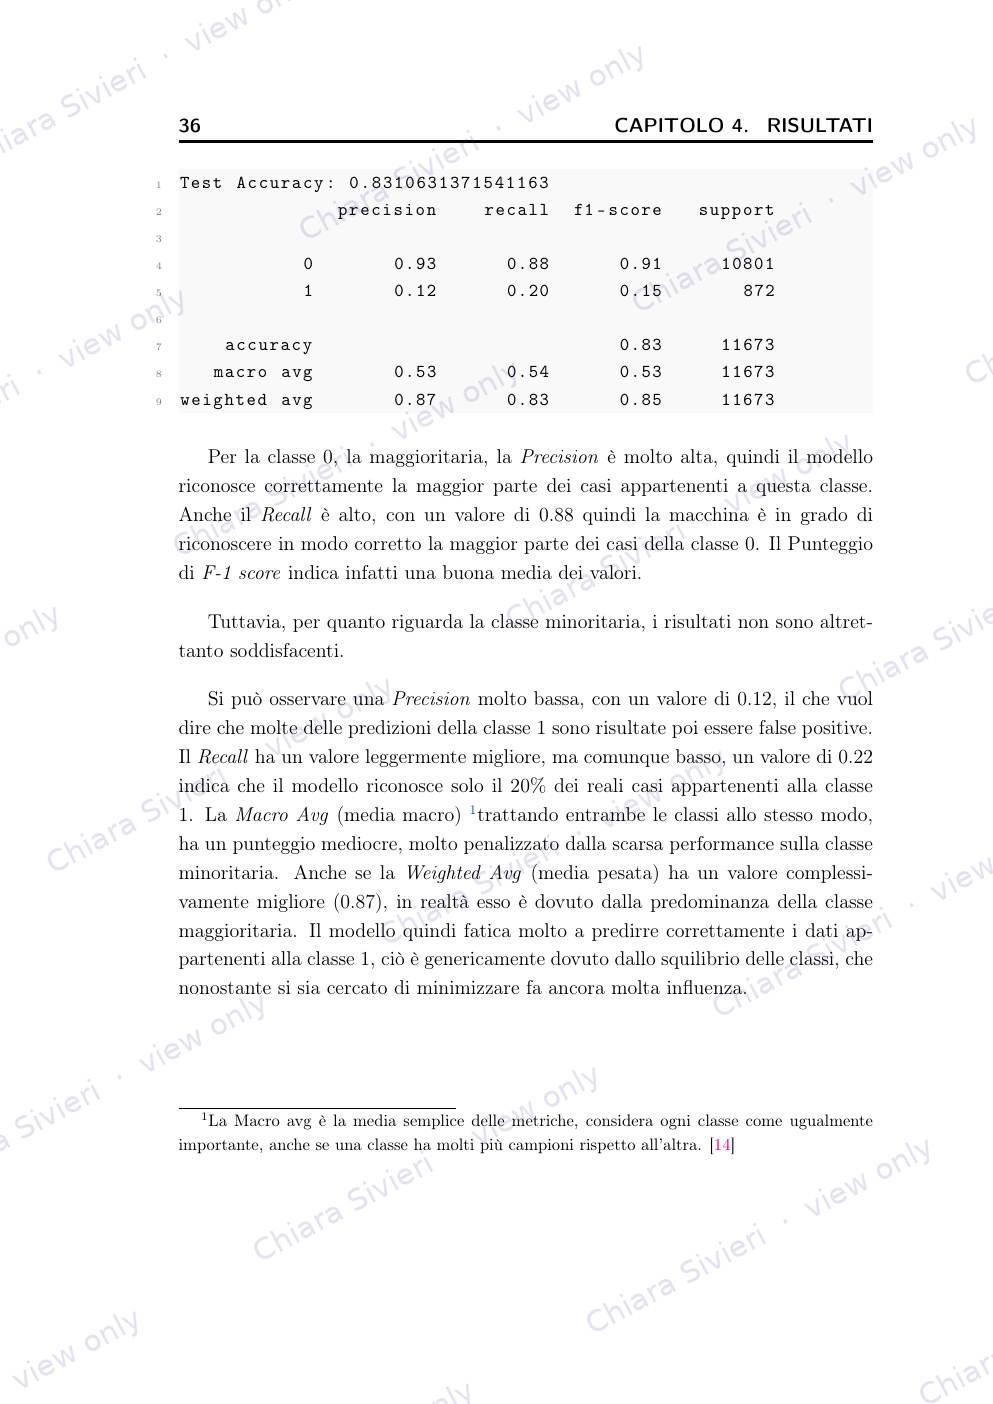 36 CAPITOLO 4. RISULTATI
1 Test Accuracy: 0.8310631371541163
2 precision recall f1-score support
3
4 0 0.93 0.88 0.91 10801
5 1 0.12 0.20 0.15 872
6
7 accuracy 0.83 11673
8 macro avg 0.53 0.54 0.53 11673
9 weighted avg 0.87 0.83 0.85 11673
Per la classe 0, la maggioritaria, la Precision è molto alta, quindi il modello
riconosce correttamente la maggior parte dei casi appartenenti a questa classe.
Anche il Recall è alto, con un valore di 0.88 quindi la macchina è in grado di
riconoscere in modo corretto la maggior parte dei casi della classe 0. Il Punteggio
di F-1 score indica infatti una buona media dei valori.
Tuttavia, per quanto riguarda la classe minoritaria, i risultati non sono altret-
tanto soddisfacenti.
Si può osservare una Precision molto bassa, con un valore di 0.12, il che vuol
dire che molte delle predizioni della classe 1 sono risultate poi essere false positive.
Il Recall ha un valore leggermente migliore, ma comunque basso, un valore di 0.22
indica che il modello riconosce solo il 20% dei reali casi appartenenti alla classe
1. La Macro Avg (media macro) 1trattando entrambe le classi allo stesso modo,
ha un punteggio mediocre, molto penalizzato dalla scarsa performance sulla classe
minoritaria. Anche se la Weighted Avg (media pesata) ha un valore complessi-
vamente migliore (0.87), in realtà esso è dovuto dalla predominanza della classe
maggioritaria. Il modello quindi fatica molto a predirre correttamente i dati ap-
partenenti alla classe 1, ciò è genericamente dovuto dallo squilibrio delle classi, che
nonostante si sia cercato di minimizzare fa ancora molta influenza.
1La Macro avg è la media semplice delle metriche, considera ogni classe come ugualmente
importante, anche se una classe ha molti più campioni rispetto all'altra. [14]
Chiara Sivieri · view only